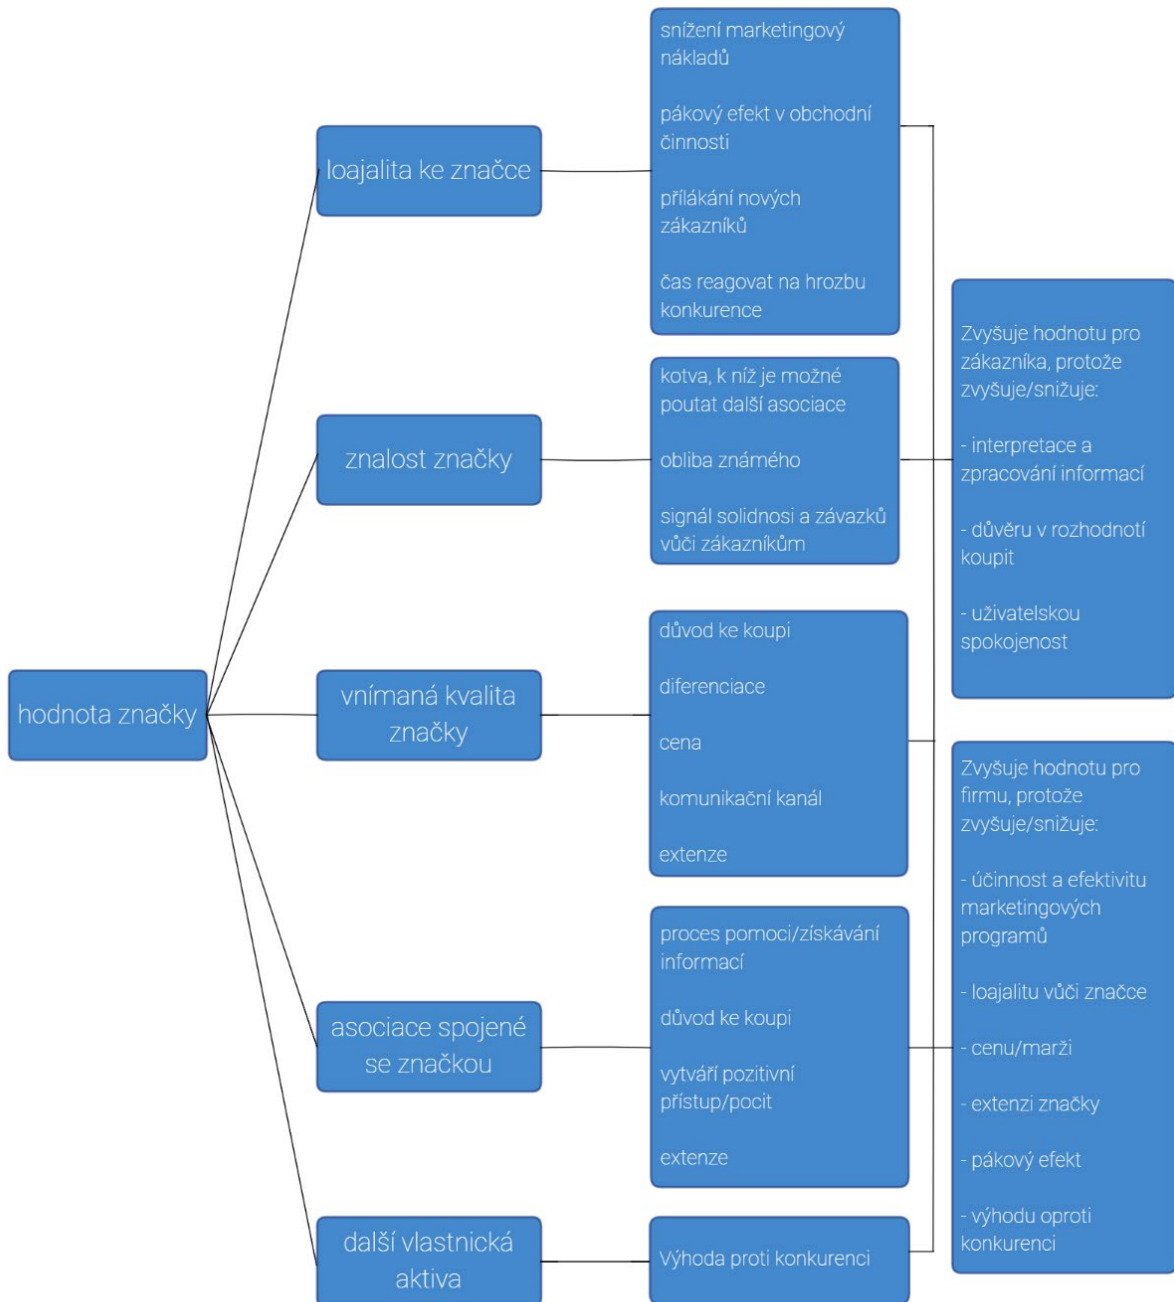 hodnota značky
loajalita ke značce
snížení marketingový
nákladů
pákový efekt v obchodní
činnosti
přílákání nových
zákazníků
čas reagovat na hrozbu
konkurence
znalost značky
kotva, k níž je možné
poutat další asociace
obliba známého
signál solidnosi a závazků
vůči zákazníkům
vnímaná kvalita
značky
důvod ke koupi
diferenciace
cena
komunikační kanál
extenze
asociace spojené
se značkou
proces pomoci/získávání
informací
důvod ke koupi
vytváří pozitivní
přístup/pocit
extenze
další vlastnická
aktiva
Výhoda proti konkurenci
Zvyšuje hodnotu pro
zákazníka, protože
zvyšuje/snižuje:
- interpretace a
zpracování informací
- důvěru v rozhodnotí
koupit
- uživatelskou
spokojenost
Zvyšuje hodnotu pro
firmu, protože
zvyšuje/snižuje:
- účinnost a efektivitu
marketingových
programů
- loajalitu vůči značce
- cenu/marži
- extenzi značky
- pákový efekt
- výhodu oproti
konkurenci